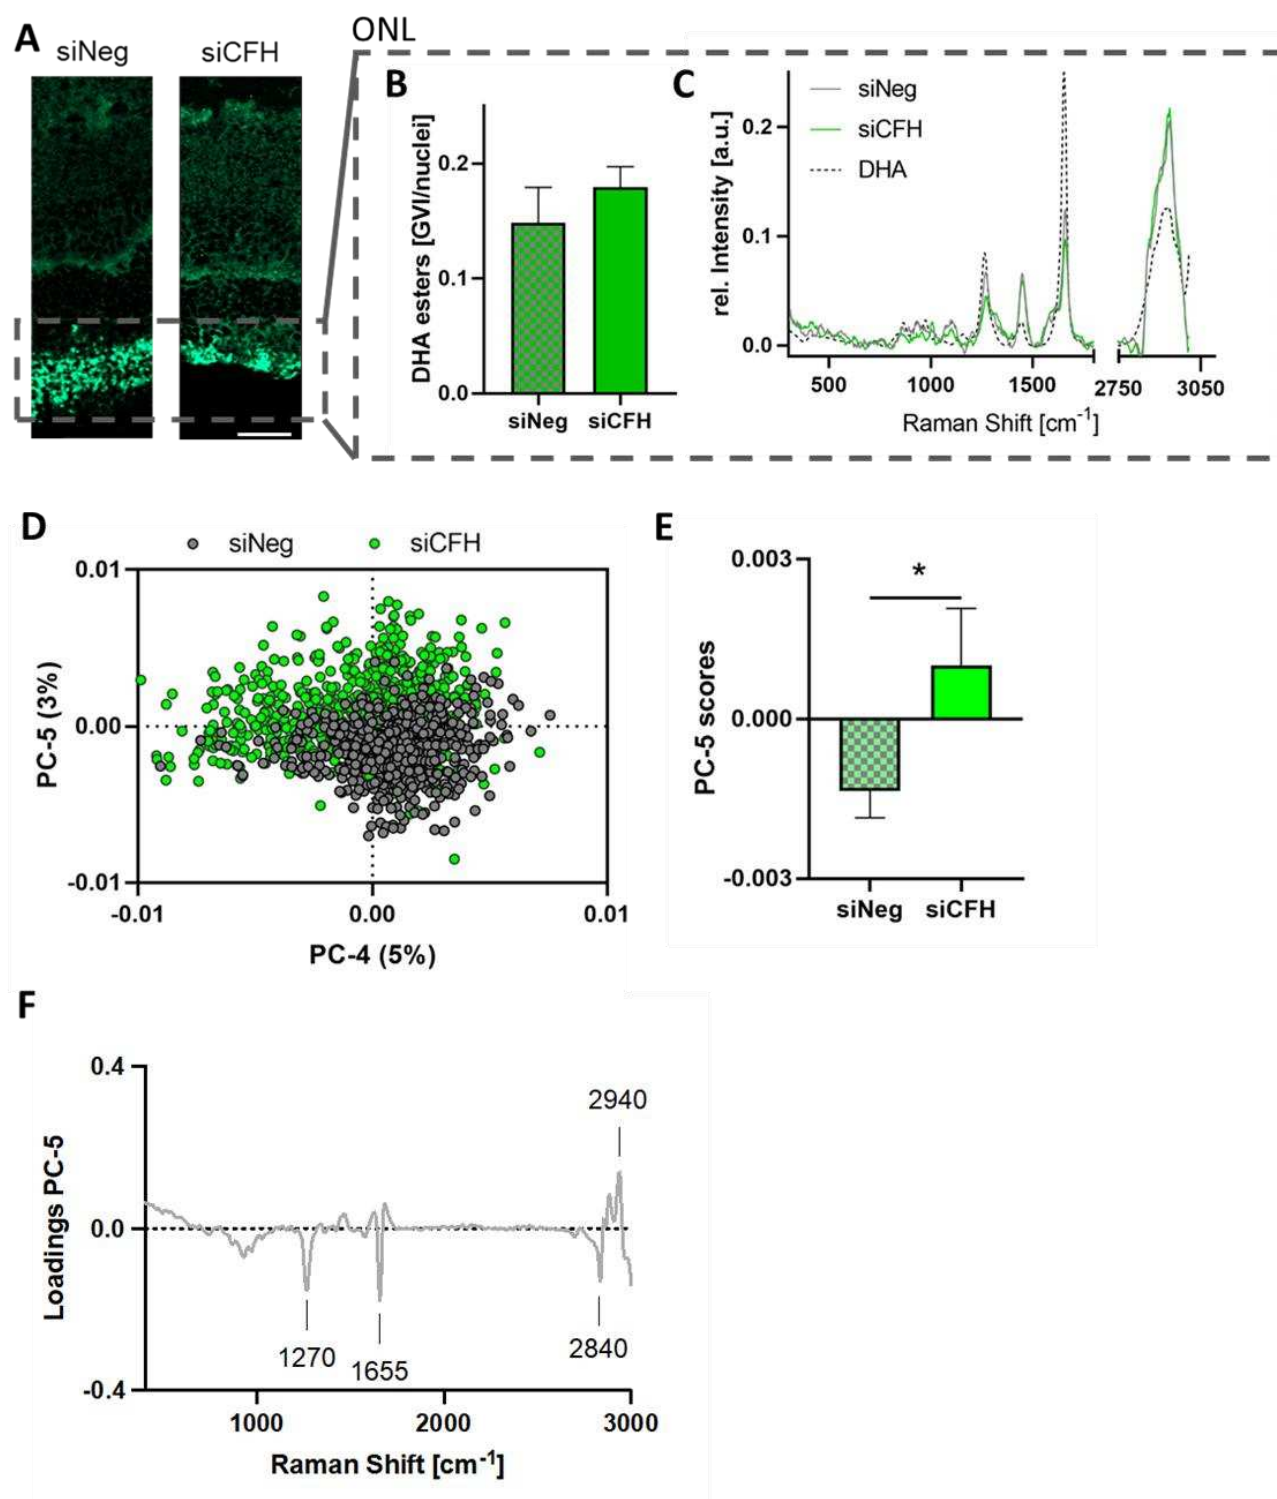 A
siNeg
siCFH
ONL
B
DHA esters [GVI/nuclei]
0.2
0.1
0.0
siNeg
siCFH
C
siNeg
siCFH
DHA
rel. Intensity [a.u.]
0.2
0.1
0.0
500
1000
1500
2750
3050
Raman Shift [cm⁻¹]
D
siNeg
siCFH
PC-5 (3%)
0.01
0.00
-0.01
-0.01
0.00
0.01
PC-4 (5%)
E
PC-5 scores
0.003
0.000
-0.003
*
siNeg
siCFH
F
Loadings PC-5
0.4
0.0
-0.4
2940
1270
1655
2840
1000
2000
3000
Raman Shift [cm⁻¹]